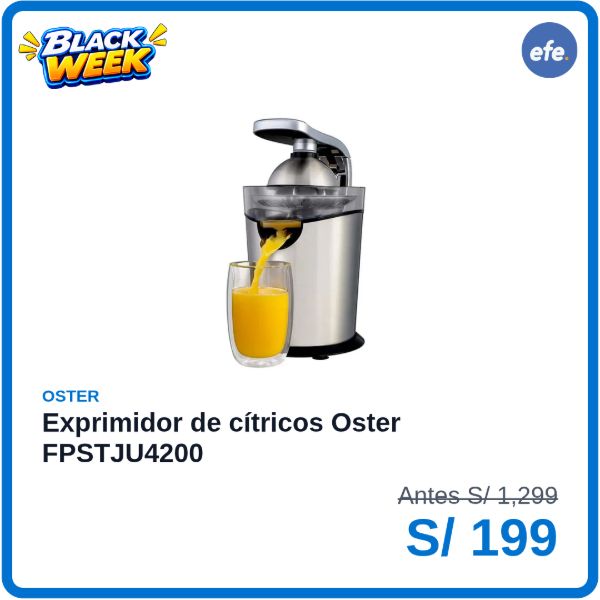 BLACK
WEEK
efe.
OSTER
Exprimidor de cítricos Oster
FPSTJU4200
Antes S/ 1,299
S/ 199